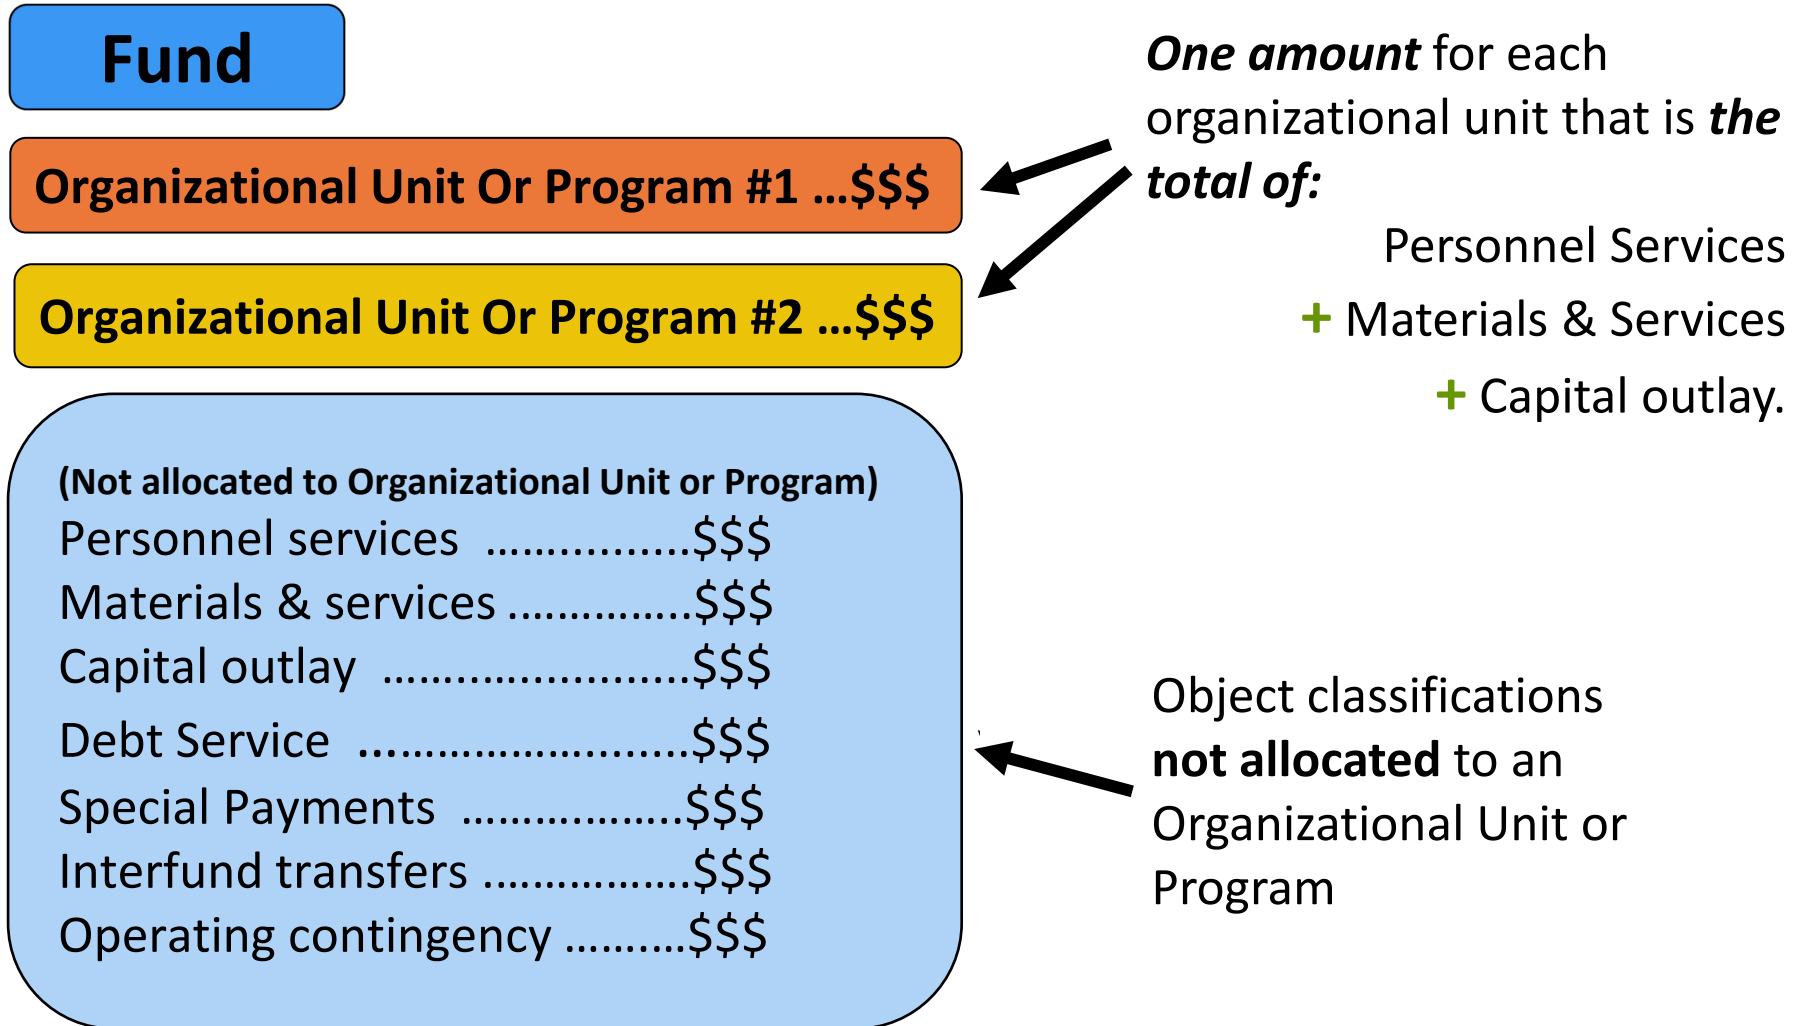 Fund
Organizational Unit Or Program #1 …$$$
Organizational Unit Or Program #2 …$$$
(Not allocated to Organizational Unit or Program)
Personnel services …............$$$
Materials & services ……………..$$$
Capital outlay ……...…...........$$$
Debt Service ………………….......$$$
Special Payments ……….……..$$$
Interfund transfers ……………..$$$
Operating contingency ….…..…$$$
One amount for each
organizational unit that is the
total of:
Personnel Services
+ Materials & Services
+ Capital outlay.
Object classifications
not allocated to an
Organizational Unit or
Program